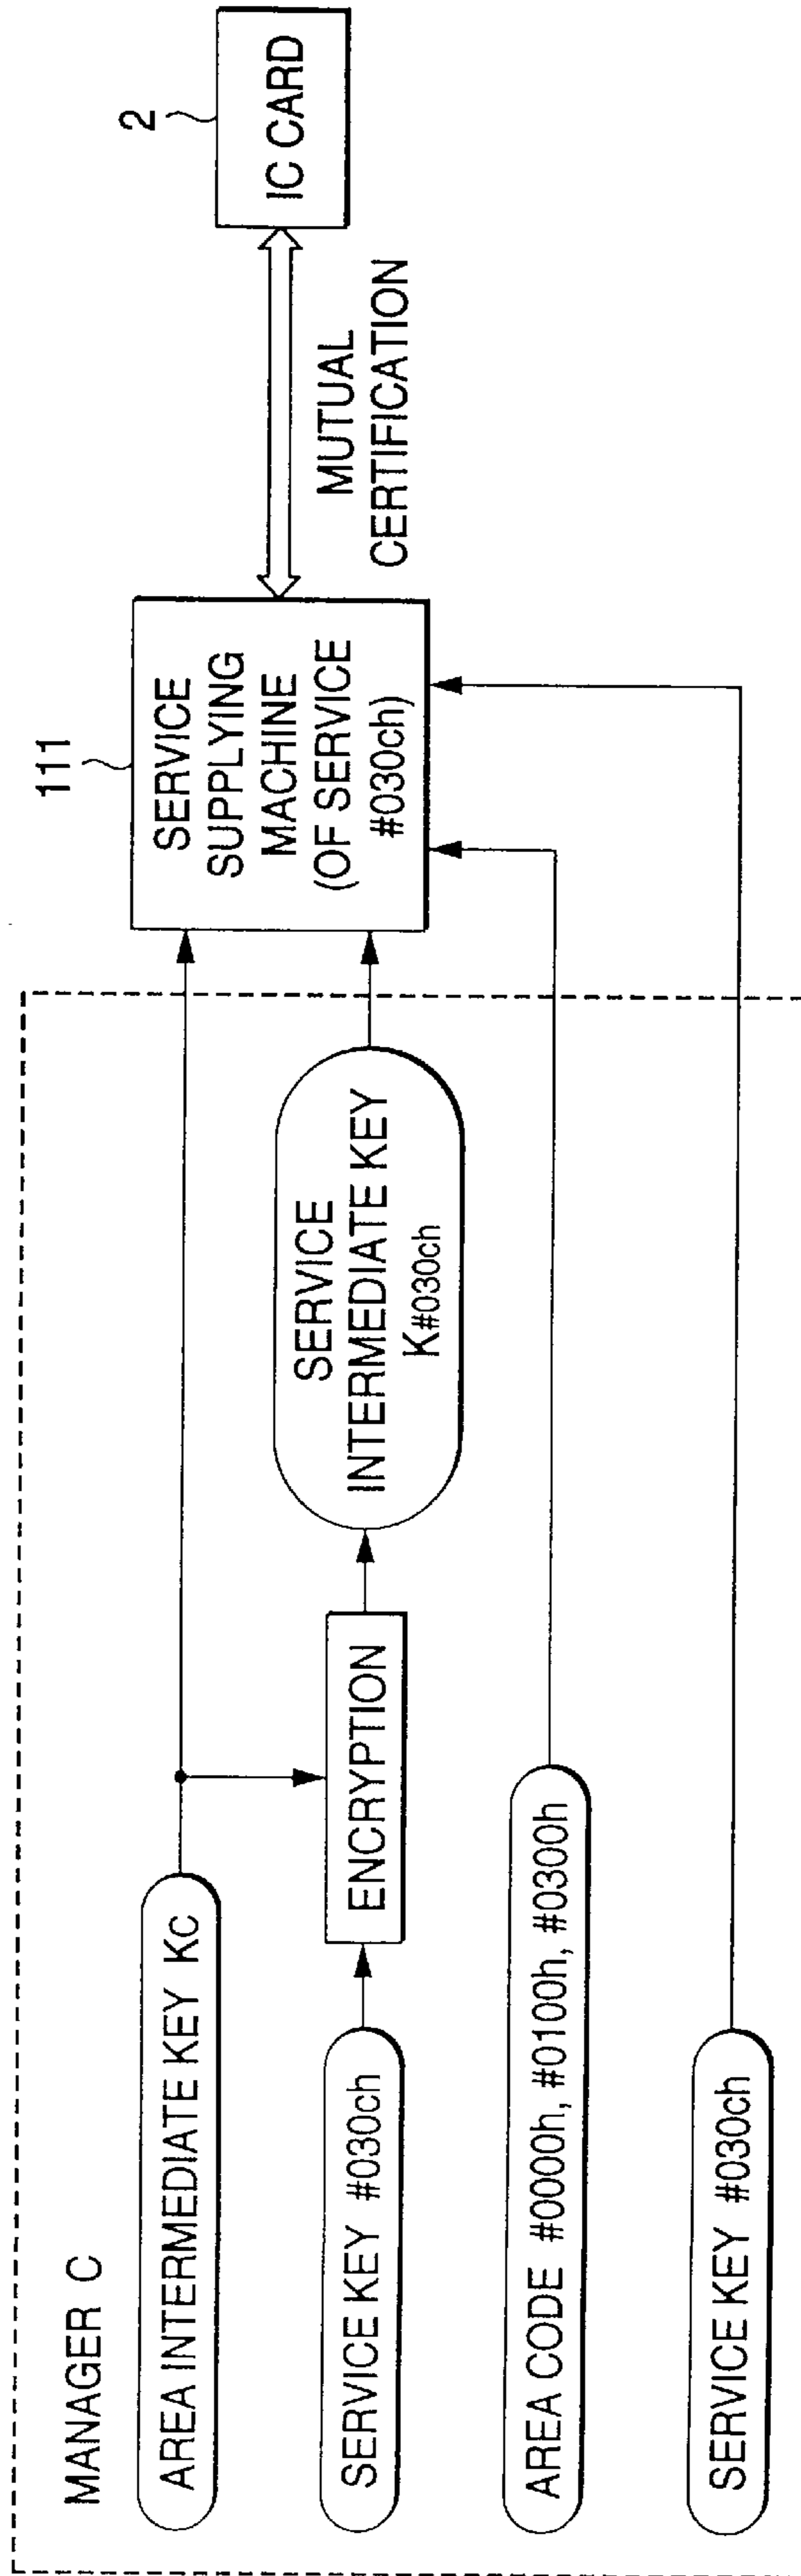 MANAGER C
AREA INTERMEDIATE KEY Kc
SERVICE KEY #030ch
ENCRYPTION
SERVICE
INTERMEDIATE KEY
K#030ch
AREA CODE #0000h, #0100h, #0300h
SERVICE KEY #030ch
111
SERVICE
SUPPLYING
MACHINE
(OF SERVICE
#030ch)
MUTUAL
CERTIFICATION
2
IC CARD